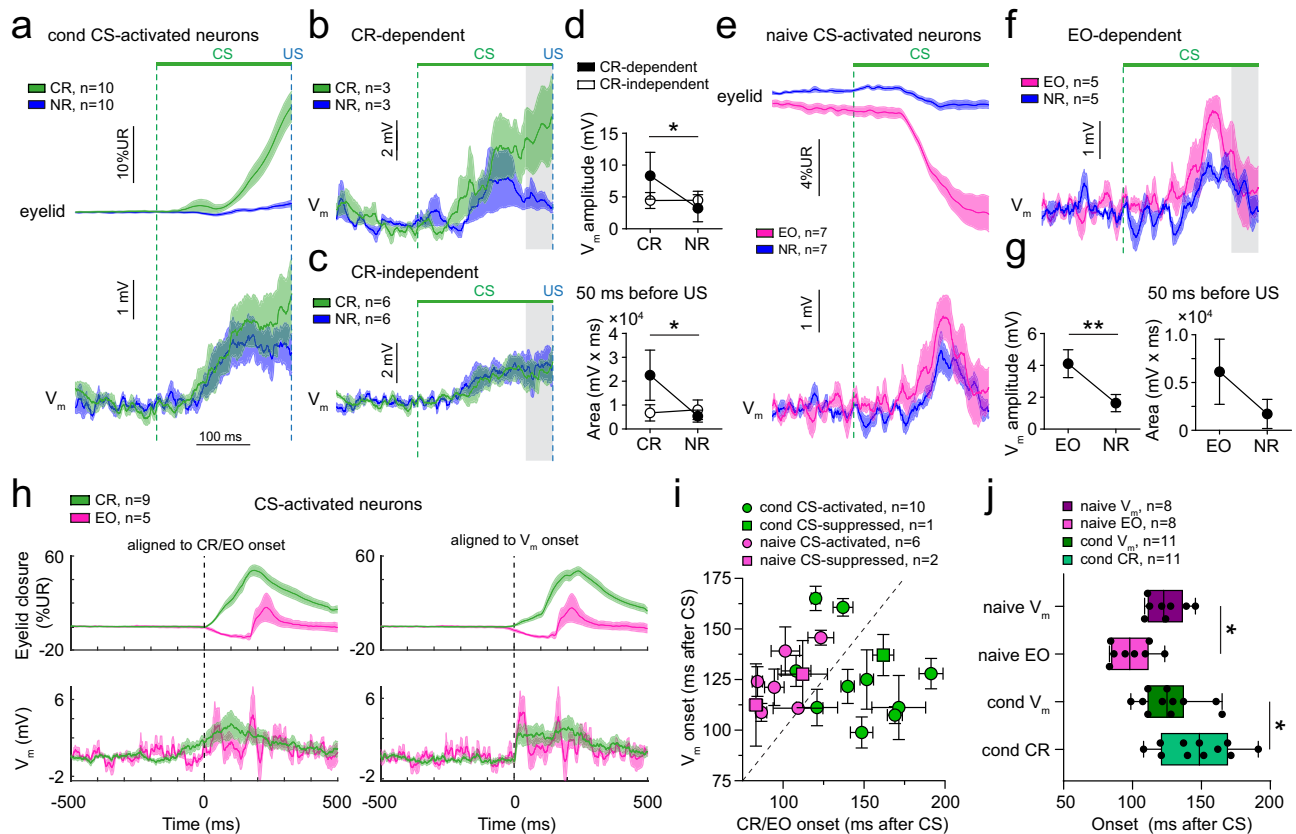 a
cond CS-activated neurons
CS
US
CR, n=10
NR, n=10
10%UR
eyelid
1 mV
Vm
100 ms
b
CR-dependent
CS
US
CR, n=3
NR, n=3
2 mV
Vm
c
CR-independent
CS
US
CR, n=6
NR, n=6
2 mV
Vm
d
CR-dependent
CR-independent
*
Vm amplitude (mV)
15
10
5
0
CR NR
50 ms before US
×10⁴
*
Area (mV x ms)
4
3
2
1
0
CR NR
e
naive CS-activated neurons
CS
eyelid
4%UR
Vm
EO, n=7
NR, n=7
1 mV
Vm
f
EO-dependent
CS
EO, n=5
NR, n=5
1 mV
Vm
g
50 ms before US
×10⁴
**
Vm amplitude (mV)
6
4
2
0
EO NR
Area (mV x ms)
1.0
0.5
0
EO NR
h
CR, n=9
EO, n=5
CS-activated neurons
aligned to CR/EO onset
aligned to Vm onset
Eyelid closure
(%UR)
60
-20
60
-20
Vm (mV)
6
-2
6
-2
-500 0 500
Time (ms)
-500 0 500
Time (ms)
i
cond CS-activated, n=10
cond CS-suppressed, n=1
naive CS-activated, n=6
naive CS-suppressed, n=2
Vm onset (ms after CS)
175
150
125
100
75
100 125 150 175 200
CR/EO onset (ms after CS)
j
naive Vm, n=8
naive EO, n=8
cond Vm, n=11
cond CR, n=11
naive Vm
naive EO
cond Vm
cond CR
*
*
50 100 150 200
Onset (ms after CS)